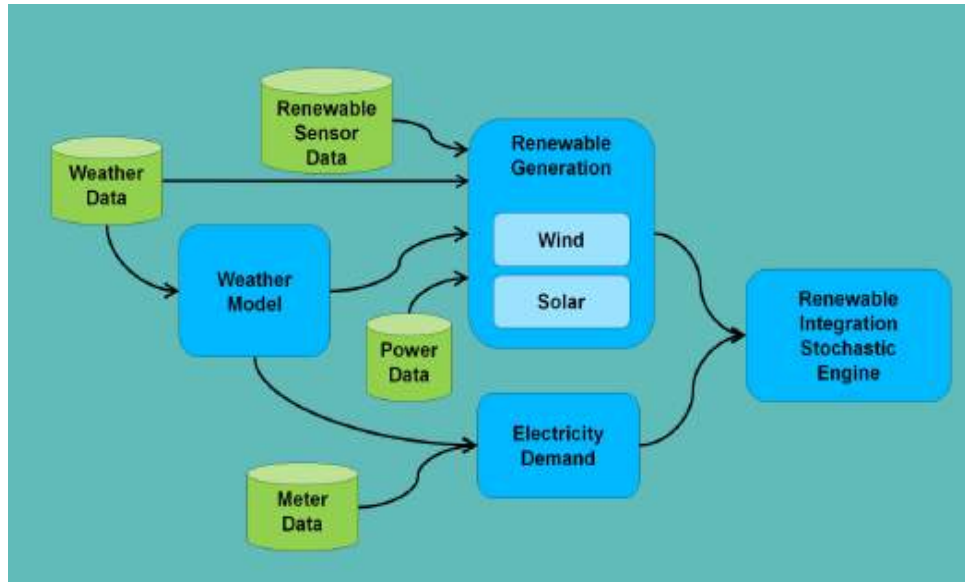 Renewable
Sensor
Data
Weather
Data
Renewable
Generation
Wind
Solar
Weather
Model
Power
Data
Renewable
Integration
Stochastic
Engine
Electricity
Demand
Meter
Data